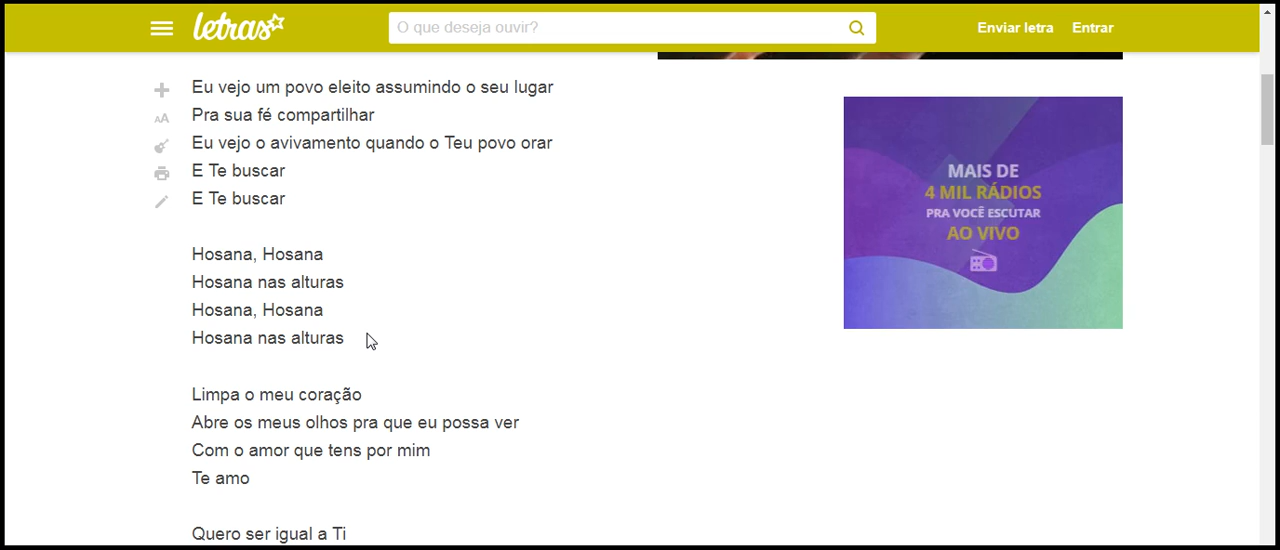 letras
O que deseja ouvir?
Enviar letra
Entrar
Eu vejo um povo eleito assumindo o seu lugar
Pra sua fé compartilhar
Eu vejo o avivamento quando o Teu povo orar
E Te buscar
E Te buscar
Hosana, Hosana
Hosana nas alturas
Hosana, Hosana
Hosana nas alturas
Limpa o meu coração
Abre os meus olhos pra que eu possa ver
Com o amor que tens por mim
Te amo
Quero ser igual a Ti
AA
MAIS DE
4 MIL RÁDIOS
PRA VOCÊ ESCUTAR
AO VIVO